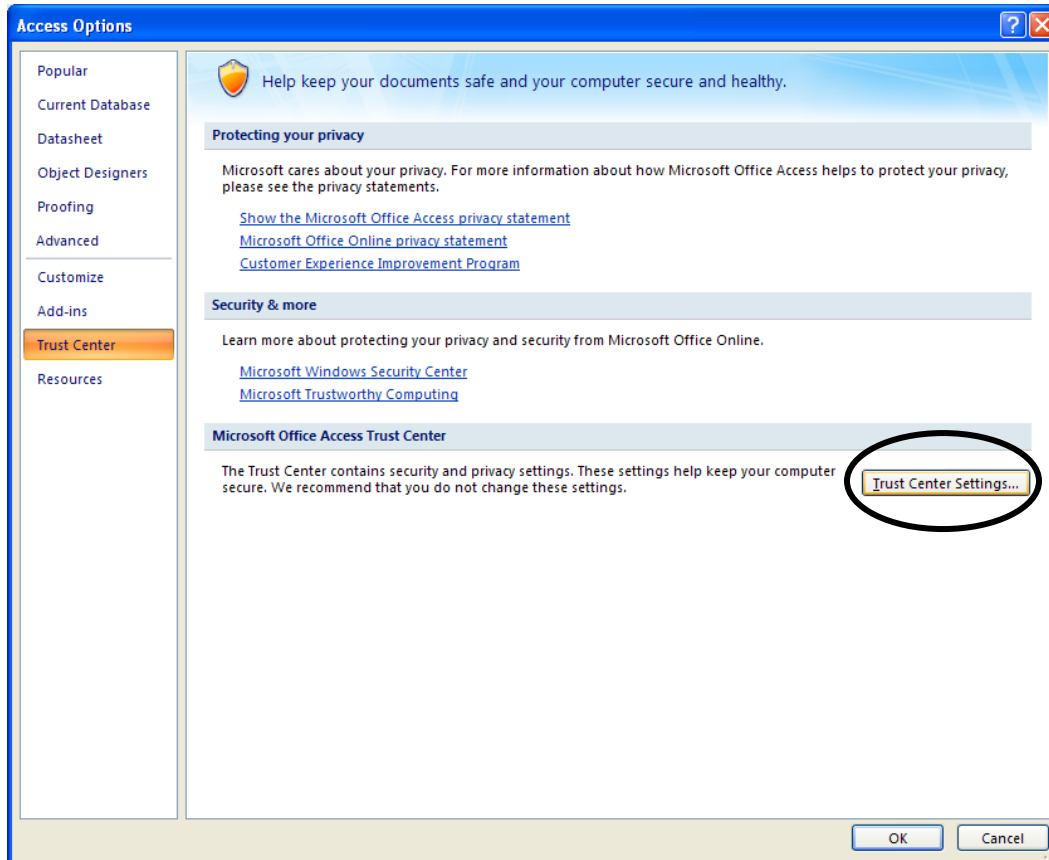 Access Options
Popular
Current Database
Datasheet
Object Designers
Proofing
Advanced
Customize
Add-ins
Trust Center
Resources
Help keep your documents safe and your computer secure and healthy.
Protecting your privacy
Microsoft cares about your privacy. For more information about how Microsoft Office Access helps to protect your privacy,
please see the privacy statements.
Show the Microsoft Office Access privacy statement
Microsoft Office Online privacy statement
Customer Experience Improvement Program
Security & more
Learn more about protecting your privacy and security from Microsoft Office Online.
Microsoft Windows Security Center
Microsoft Trustworthy Computing
Microsoft Office Access Trust Center
The Trust Center contains security and privacy settings. These settings help keep your computer
secure. We recommend that you do not change these settings.
Trust Center Settings...
OK
Cancel